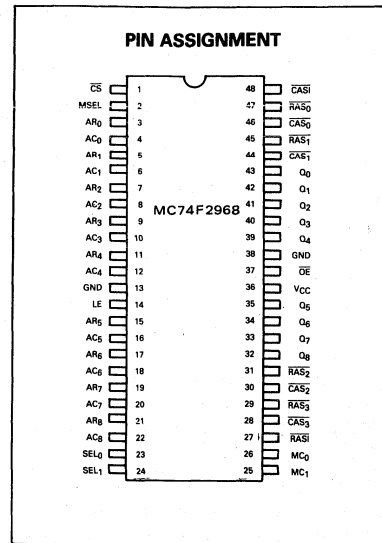 PIN ASSIGNMENT
CS 1 48 CASI
MSEL 2 47 RAS0
AR0 3 46 CAS0
AC0 4 45 RAS1
AR1 5 44 CAS1
AC1 6 43 Q0
AR2 7 42 Q1
AC2 8 41 Q2
MC74F2968
AR3 9 40 Q3
AC3 10 39 Q4
AR4 11 38 GND
AC4 12 37 OE
GND 13 36 VCC
LE 14 35 Q5
AR5 15 34 Q6
AC5 16 33 Q7
AR6 17 32 Q8
AC6 18 31 RAS2
AR7 19 30 CAS2
AC7 20 29 RAS3
AR8 21 28 CAS3
AC8 22 27 RASI
SEL0 23 26 MC0
SEL1 24 25 MC1